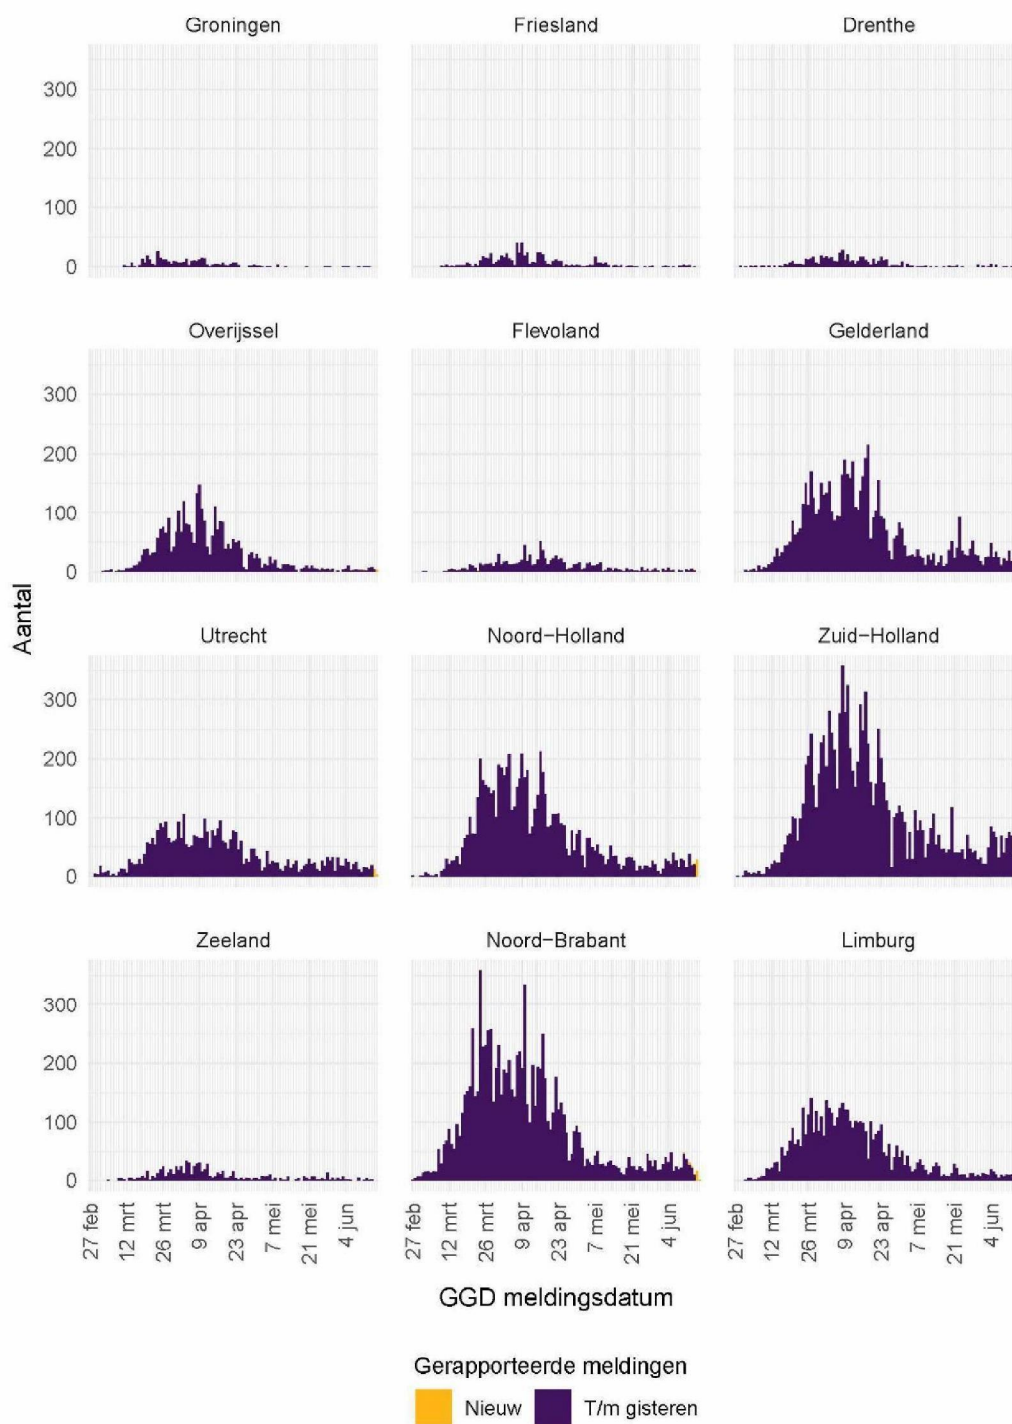 Groningen Friesland Drenthe
300
200
100
0
Overijssel Flevoland Gelderland
300
200
100
0
Aantal
Utrecht Noord−Holland Zuid−Holland
300
200
100
0
Zeeland Noord−Brabant Limburg
300
200
100
0
27 feb 12 mrt 26 mrt 9 apr 23 apr 7 mei 21 mei 4 jun 27 feb 12 mrt 26 mrt 9 apr 23 apr 7 mei 21 mei 4 jun 27 feb 12 mrt 26 mrt 9 apr 23 apr 7 mei 21 mei 4 jun
GGD meldingsdatum
Gerapporteerde meldingen
Nieuw T/m gisteren